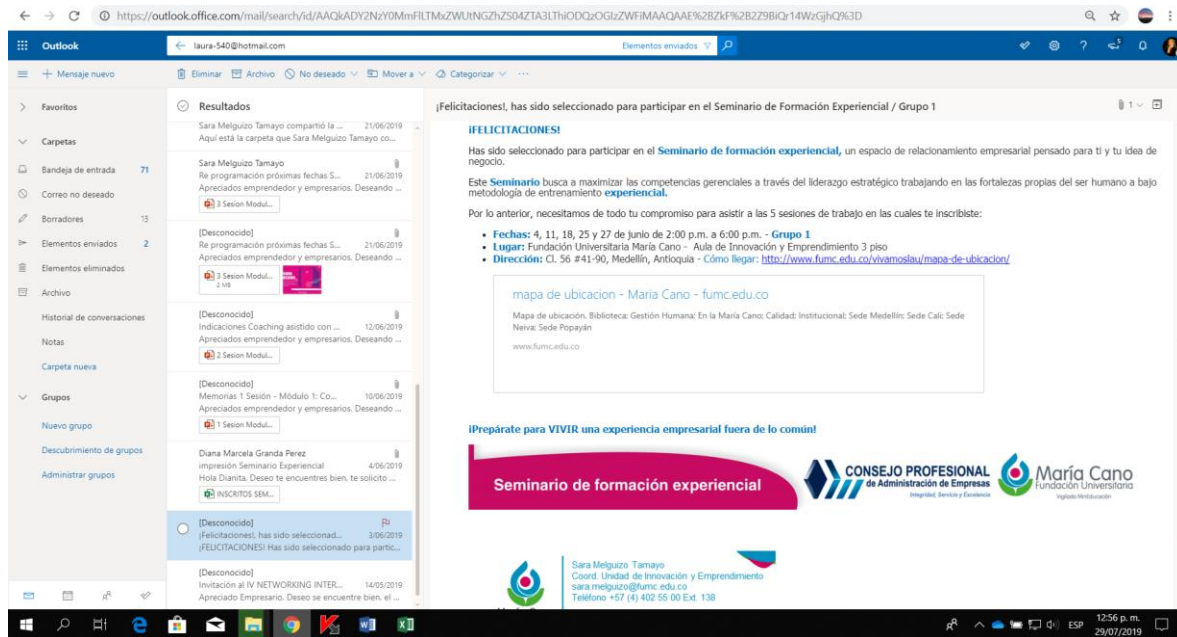 https://outlook.office.com/mail/search/id/AAQkADY2NzY0MmFlLTMxZWUtNGZhZS04ZTA3LThiODQzOGIzZWFiMAAQAAE%2BZkF%2B2Z9BiQr14WzGjhQ%3D
Outlook
laura-540@hotmail.com
Elementos enviados
Mensaje nuevo
Eliminar Archivo No deseado Mover a Categorizar
Favoritos
Carpetas
Bandeja de entrada 71
Correo no deseado
Borradores 13
Elementos enviados 2
Elementos eliminados
Archivo
Historial de conversaciones
Notas
Carpeta nueva
Grupos
Nuevo grupo
Descubrimiento de grupos
Administrar grupos
Resultados
Sara Melguizo Tamayo compartió la ... 21/06/2019
Aquí está la carpeta que Sara Melguizo Tamayo co...
Sara Melguizo Tamayo
Re programación próximas fechas S... 21/06/2019
Apreciados emprendedor y empresarios. Deseando ...
3 Sesion Modul...
[Desconocido]
Re programación próximas fechas S... 21/06/2019
Apreciados emprendedor y empresarios. Deseando ...
3 Sesion Modul...
2 MB
[Desconocido]
Indicaciones Coaching asistido con ... 12/06/2019
Apreciados emprendedor y empresarios. Deseando ...
2 Sesion Modul...
[Desconocido]
Memorias 1 Sesión - Módulo 1: Co... 10/06/2019
Apreciados emprendedor y empresarios. Deseando ...
1 Sesion Modul...
Diana Marcela Granda Perez
impresión Seminario Experiencial 4/06/2019
Hola Dianita. Deseo te encuentres bien, te solicito ...
INSCRITOS SEM...
[Desconocido]
¡Felicitaciones!, has sido seleccionad... 3/06/2019
¡FELICITACIONES! Has sido seleccionado para partic...
[Desconocido]
Invitación al IV NETWORKING INTER... 14/05/2019
Apreciado Empresario. Deseo se encuentre bien, el ...
¡Felicitaciones!, has sido seleccionado para participar en el Seminario de Formación Experiencial / Grupo 1
1
¡FELICITACIONES!
Has sido seleccionado para participar en el Seminario de formación experiencial, un espacio de relacionamiento empresarial pensado para ti y tu idea de
negocio.
Este Seminario busca a maximizar las competencias gerenciales a través del liderazgo estratégico trabajando en las fortalezas propias del ser humano a bajo
metodología de entrenamiento experiencial.
Por lo anterior, necesitamos de todo tu compromiso para asistir a las 5 sesiones de trabajo en las cuales te inscribiste:
• Fechas: 4, 11, 18, 25 y 27 de junio de 2:00 p.m. a 6:00 p.m. - Grupo 1
• Lugar: Fundación Universitaria María Cano - Aula de Innovación y Emprendimiento 3 piso
• Dirección: Cl. 56 #41-90, Medellín, Antioquia - Cómo llegar: http://www.fumc.edu.co/vivamoslau/mapa-de-ubicacion/
mapa de ubicacion - Maria Cano - fumc.edu.co
Mapa de ubicación. Biblioteca; Gestión Humana; En la María Cano; Calidad; Institucional; Sede Medellín; Sede Cali; Sede
Neiva; Sede Popayán
www.fumc.edu.co
¡Prepárate para VIVIR una experiencia empresarial fuera de lo común!
Seminario de formación experiencial
CONSEJO PROFESIONAL
de Administración de Empresas
Integridad, Servicio y Excelencia
María Cano
Fundación Universitaria
Vigilada Mineducación
Sara Melguizo Tamayo
Coord. Unidad de Innovación y Emprendimiento
sara.melguizo@fumc.edu.co
Teléfono +57 (4) 402 55 00 Ext. 138
ESP
12:56 p. m.
29/07/2019